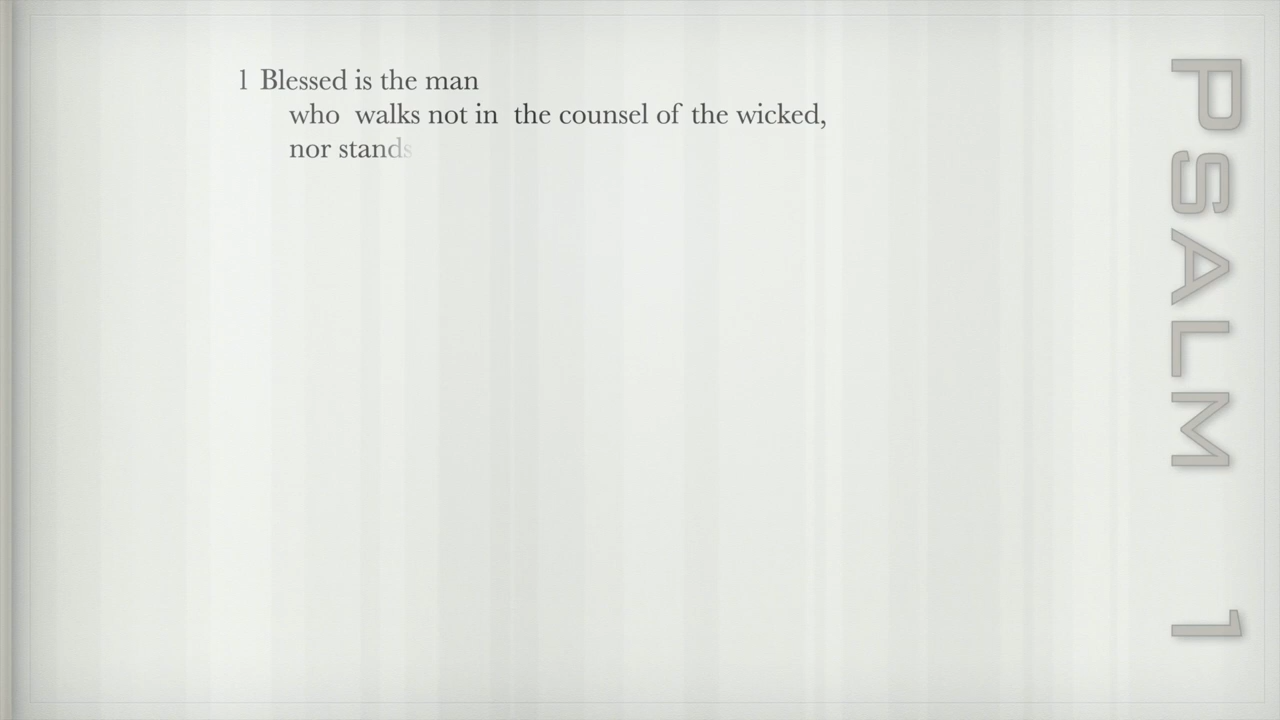 1 Blessed is the man
who walks not in the counsel of the wicked,
nor stands
PSALM 1